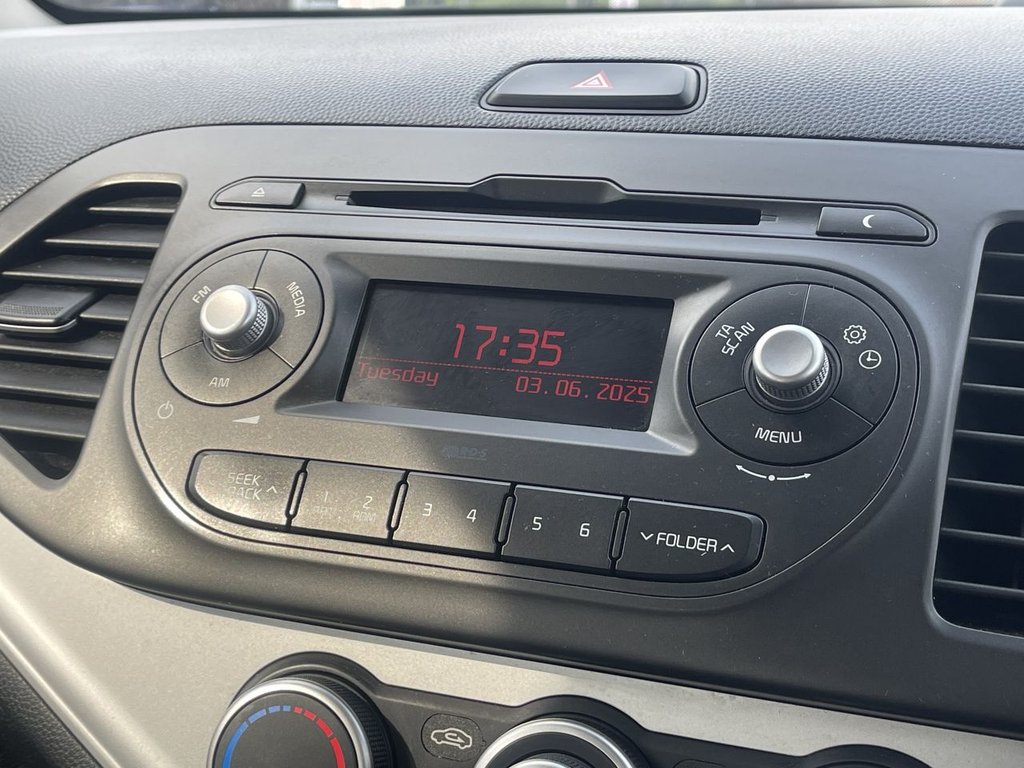 FM
MEDIA
AM
17:35
Tuesday 03.06.2025
TA
SCAN
MENU
SEEK
1 2
RDM
3 4
5 6
FOLDER